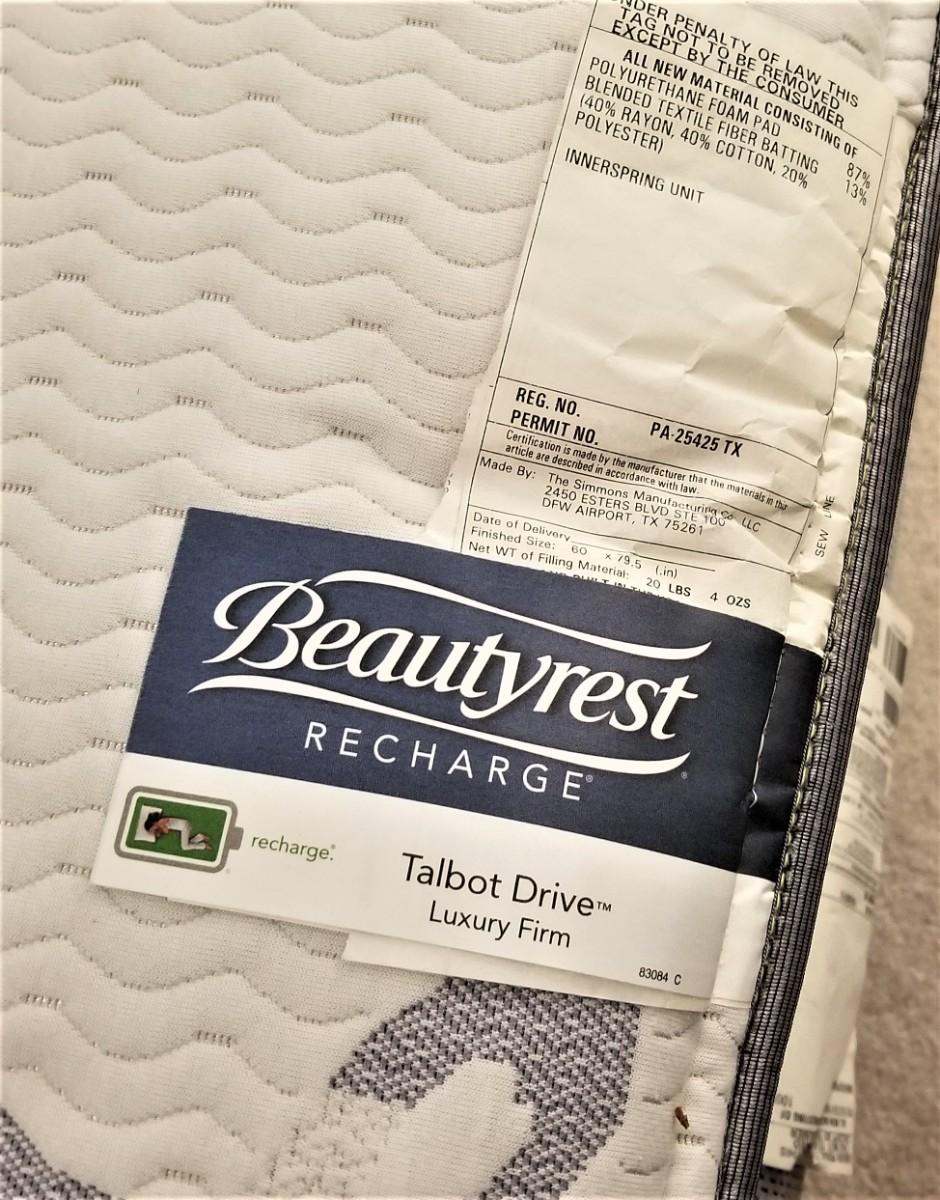 UNDER PENALTY OF LAW THIS
TAG NOT TO BE REMOVED
EXCEPT BY THE CONSUMER
ALL NEW MATERIAL CONSISTING OF
POLYURETHANE FOAM PAD 87%
BLENDED TEXTILE FIBER BATTING 13%
(40% RAYON, 40% COTTON, 20%
POLYESTER)
INNERSPRING UNIT
REG. NO.
PERMIT NO. PA-25425 TX
Certification is made by the manufacturer that the materials in this
article are described in accordance with law.
Made By: The Simmons Manufacturing Co LLC
2450 ESTERS BLVD STE 100
DFW AIRPORT, TX 75261
Date of Delivery
Finished Size: 60 x 79.5 (.in)
Net WT of Filling Material: 20 LBS 4 OZS
SEW LINE
Beautyrest®
RECHARGE®
recharge.®
Talbot Drive™
Luxury Firm
83084 C